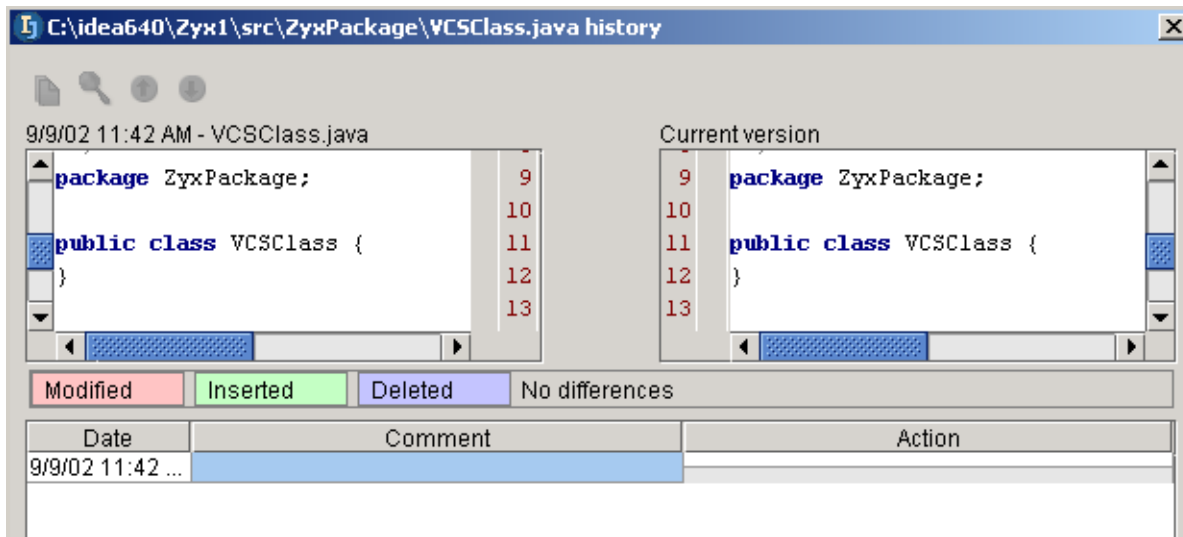 C:\idea640\Zyx1\src\ZyxPackage\VCSClass.java history
9/9/02 11:42 AM - VCSClass.java
Current version
package ZyxPackage; 9
10
public class VCSClass { 11
} 12
13
9 package ZyxPackage;
10
11 public class VCSClass {
12 }
13
Modified Inserted Deleted No differences
Date Comment Action
9/9/02 11:42 ...